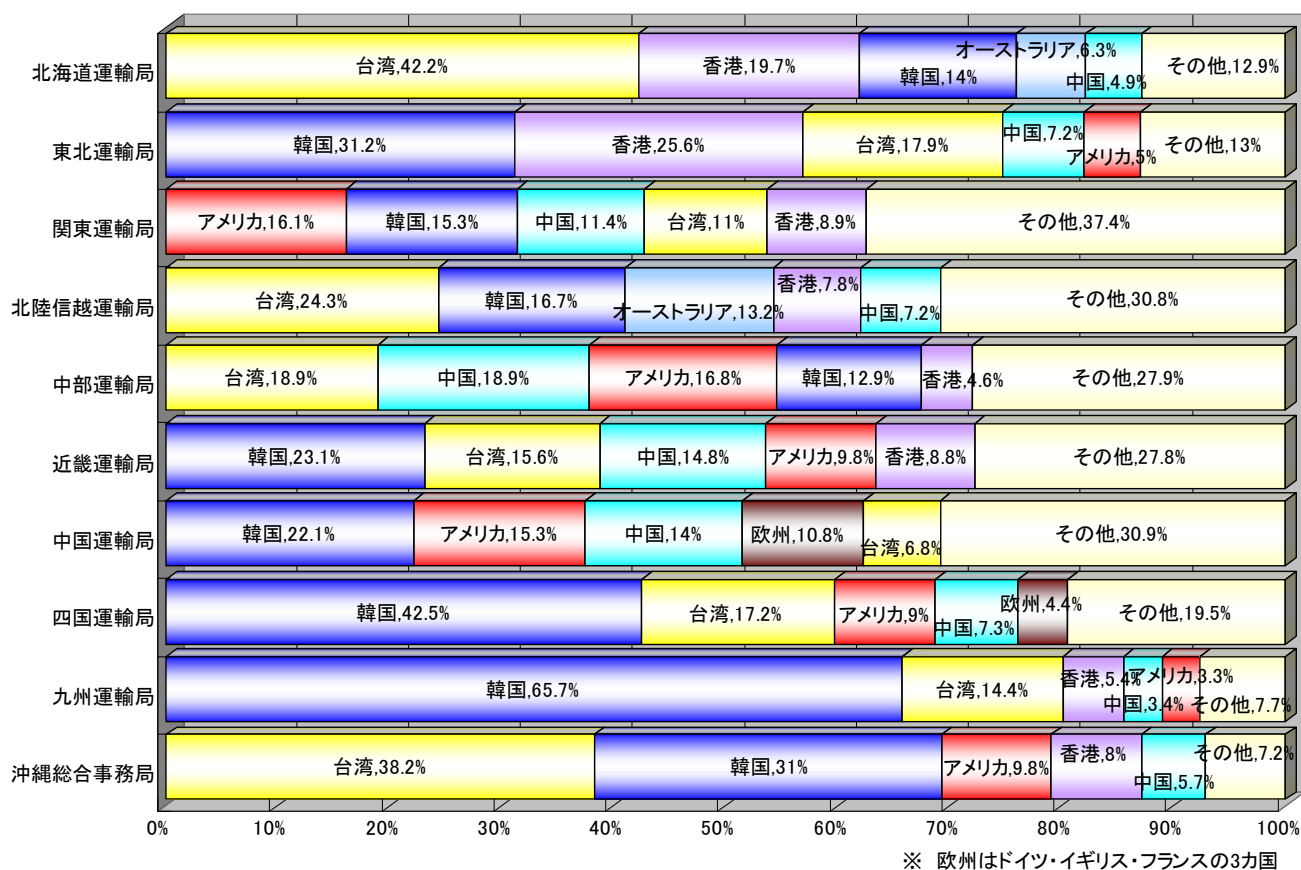 北海道運輸局 台湾,42.2% 香港,19.7% 韓国,14% オーストラリア,6.3% 中国,4.9% その他,12.9%
東北運輸局 韓国,31.2% 香港,25.6% 台湾,17.9% 中国,7.2% アメリカ,5% その他,13%
関東運輸局 アメリカ,16.1% 韓国,15.3% 中国,11.4% 台湾,11% 香港,8.9% その他,37.4%
北陸信越運輸局 台湾,24.3% 韓国,16.7% オーストラリア,13.2% 香港,7.8% 中国,7.2% その他,30.8%
中部運輸局 台湾,18.9% 中国,18.9% アメリカ,16.8% 韓国,12.9% 香港,4.6% その他,27.9%
近畿運輸局 韓国,23.1% 台湾,15.6% 中国,14.8% アメリカ,9.8% 香港,8.8% その他,27.8%
中国運輸局 韓国,22.1% アメリカ,15.3% 中国,14% 欧州,10.8% 台湾,6.8% その他,30.9%
四国運輸局 韓国,42.5% 台湾,17.2% アメリカ,9% 中国,7.3% 欧州,4.4% その他,19.5%
九州運輸局 韓国,65.7% 台湾,14.4% 香港,5.4% 中国,3.4% アメリカ,3.3% その他,7.7%
沖縄総合事務局 台湾,38.2% 韓国,31% アメリカ,9.8% 香港,8% 中国,5.7% その他,7.2%
0% 10% 20% 30% 40% 50% 60% 70% 80% 90% 100%
※ 欧州はドイツ・イギリス・フランスの3カ国